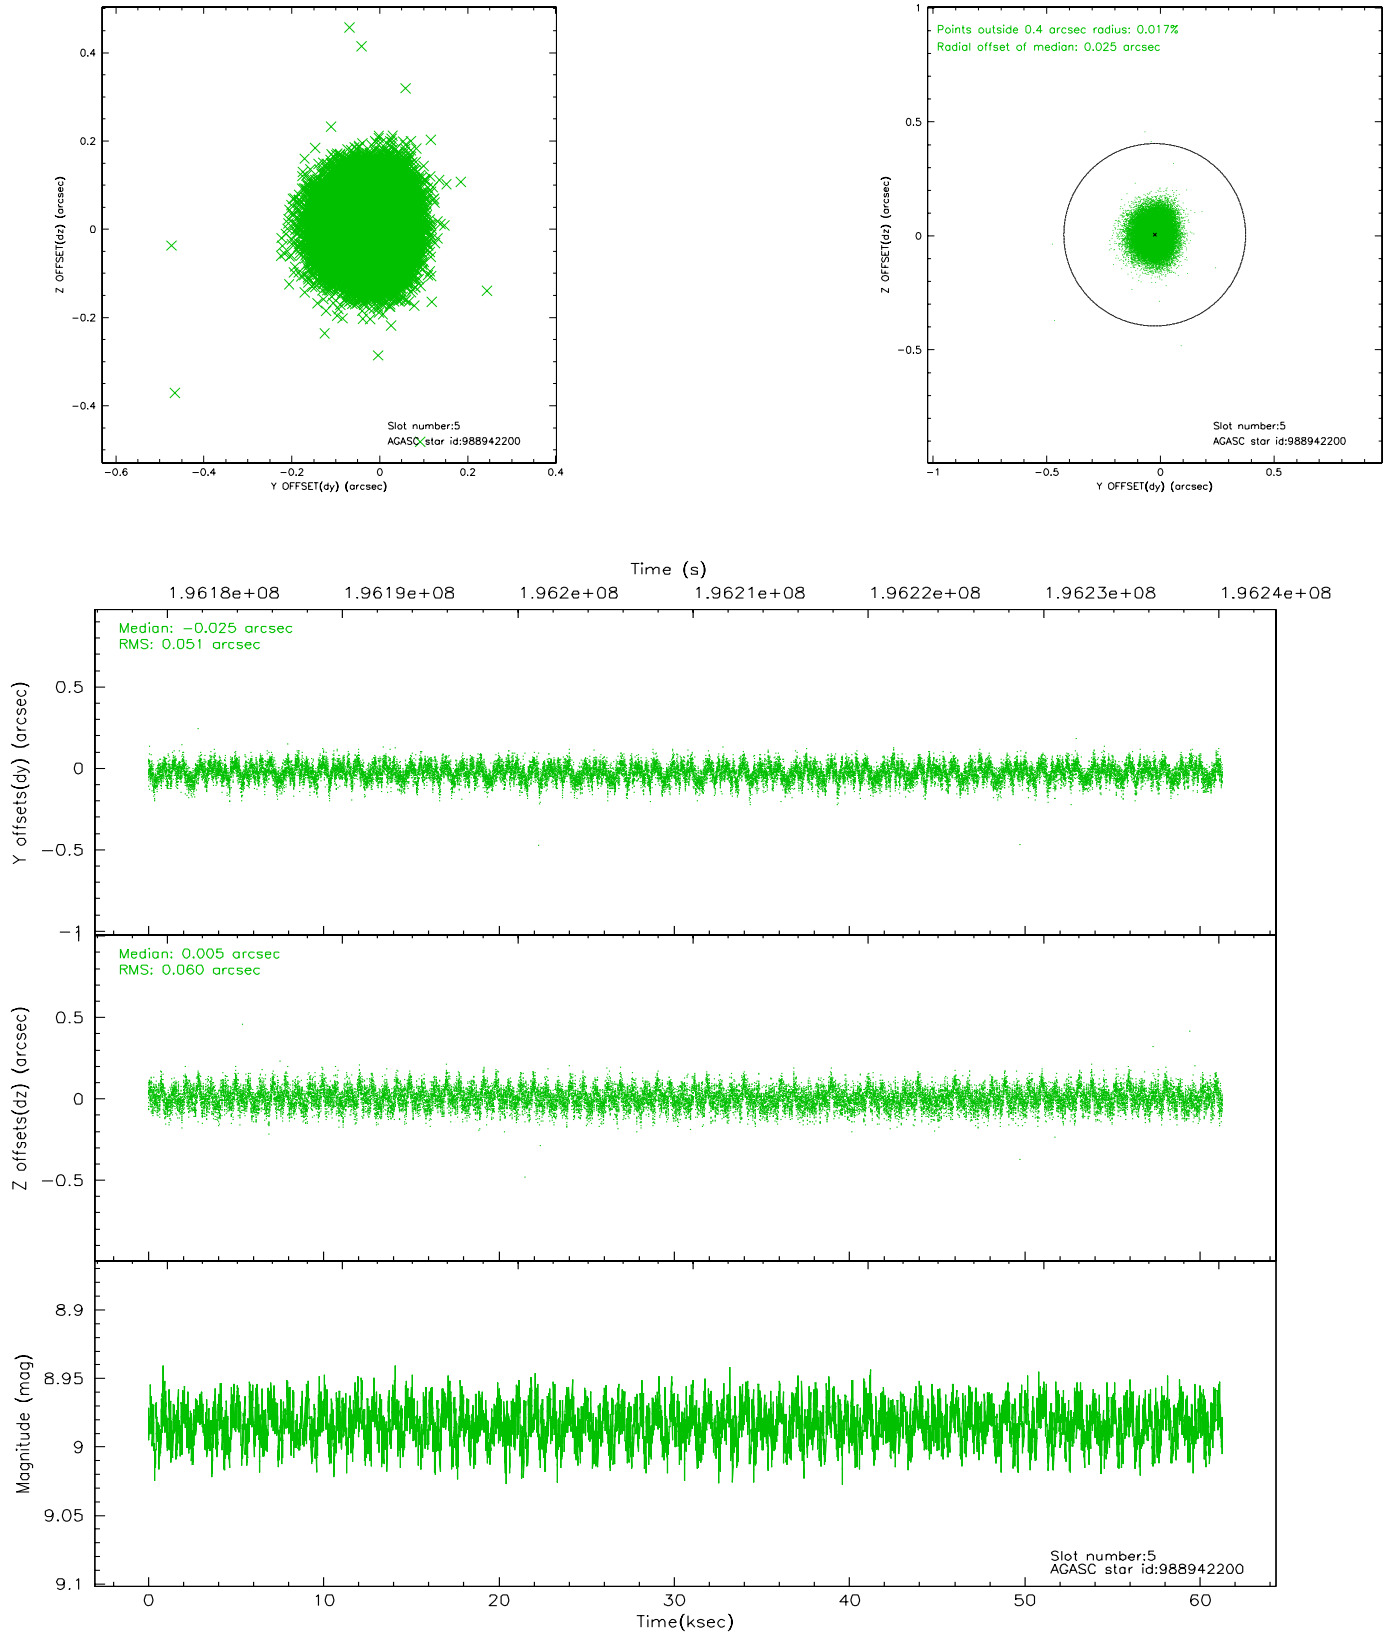 0.4
0.2
0
-0.2
-0.4
Z OFFSET(dz) (arcsec)
Slot number:5
AGASC star id:988942200
-0.6 -0.4 -0.2 0 0.2 0.4
Y OFFSET(dy) (arcsec)
Points outside 0.4 arcsec radius: 0.017%
Radial offset of median: 0.025 arcsec
1
0.5
0
-0.5
Z OFFSET(dz) (arcsec)
Slot number:5
AGASC star id:988942200
-1 -0.5 0 0.5
Y OFFSET(dy) (arcsec)
Time (s)
1.9618e+08 1.9619e+08 1.962e+08 1.9621e+08 1.9622e+08 1.9623e+08 1.9624e+08
Median: -0.025 arcsec
RMS: 0.051 arcsec
0.5
0
-0.5
-1
Y offsets(dy) (arcsec)
Median: 0.005 arcsec
RMS: 0.060 arcsec
1
0.5
0
-0.5
Z offsets(dz) (arcsec)
8.9
8.95
9
9.05
9.1
Magnitude (mag)
Slot number:5
AGASC star id:988942200
0 10 20 30 40 50 60
Time(ksec)